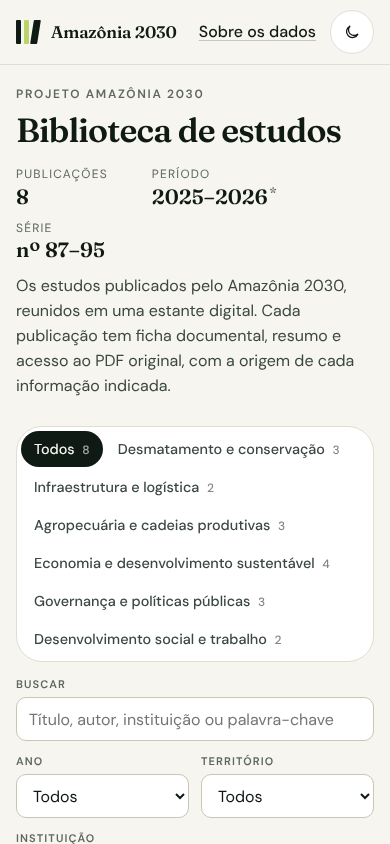 Amazônia 2030 Sobre os dados
PROJETO AMAZÔNIA 2030
Biblioteca de estudos
PUBLICAÇÕES PERÍODO
8 2025–2026*
SÉRIE
nº 87–95
Os estudos publicados pelo Amazônia 2030,
reunidos em uma estante digital. Cada
publicação tem ficha documental, resumo e
acesso ao PDF original, com a origem de cada
informação indicada.
Todos 8 Desmatamento e conservação 3
Infraestrutura e logística 2
Agropecuária e cadeias produtivas 3
Economia e desenvolvimento sustentável 4
Governança e políticas públicas 3
Desenvolvimento social e trabalho 2
BUSCAR
Título, autor, instituição ou palavra-chave
ANO TERRITÓRIO
Todos Todos
INSTITUIÇÃO